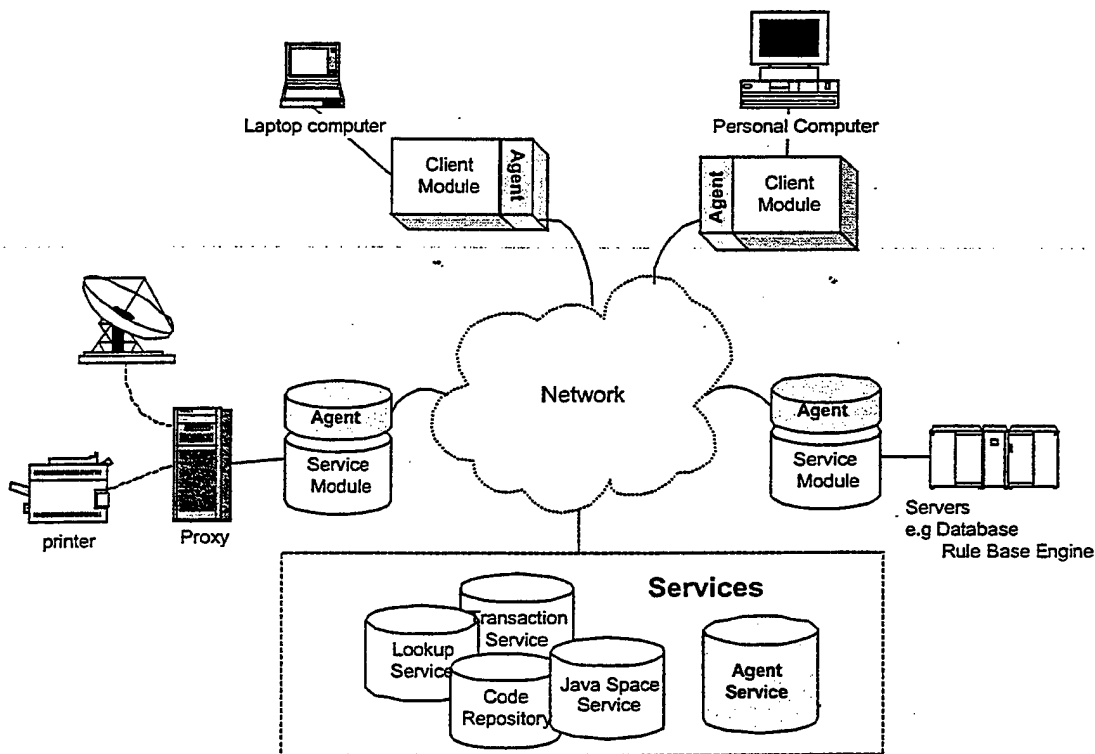 Laptop computer
Personal Computer
Client
Module
Agent
Agent
Client
Module
Network
Agent
Service
Module
Agent
Service
Module
printer
Proxy
Servers
e.g Database
Rule Base Engine
Services
Transaction
Service
Lookup
Service
Code
Repository
Java Space
Service
Agent
Service